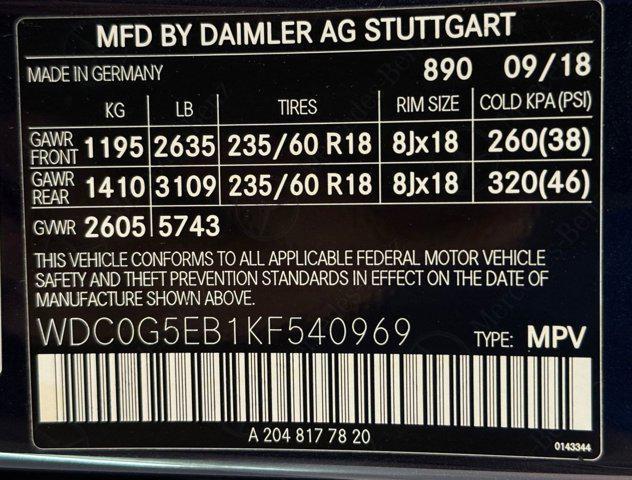 MFD BY DAIMLER AG STUTTGART
MADE IN GERMANY 890 09/18
KG LB TIRES RIM SIZE COLD KPA(PSI)
GAWR FRONT 1195 2635 235/60 R18 8Jx18 260(38)
GAWR REAR 1410 3109 235/60 R18 8Jx18 320(46)
GVWR 2605 5743
THIS VEHICLE CONFORMS TO ALL APPLICABLE FEDERAL MOTOR VEHICLE
SAFETY AND THEFT PREVENTION STANDARDS IN EFFECT ON THE DATE OF
MANUFACTURE SHOWN ABOVE.
WDC0G5EB1KF540969 TYPE: MPV
A 204 817 78 20
0143344